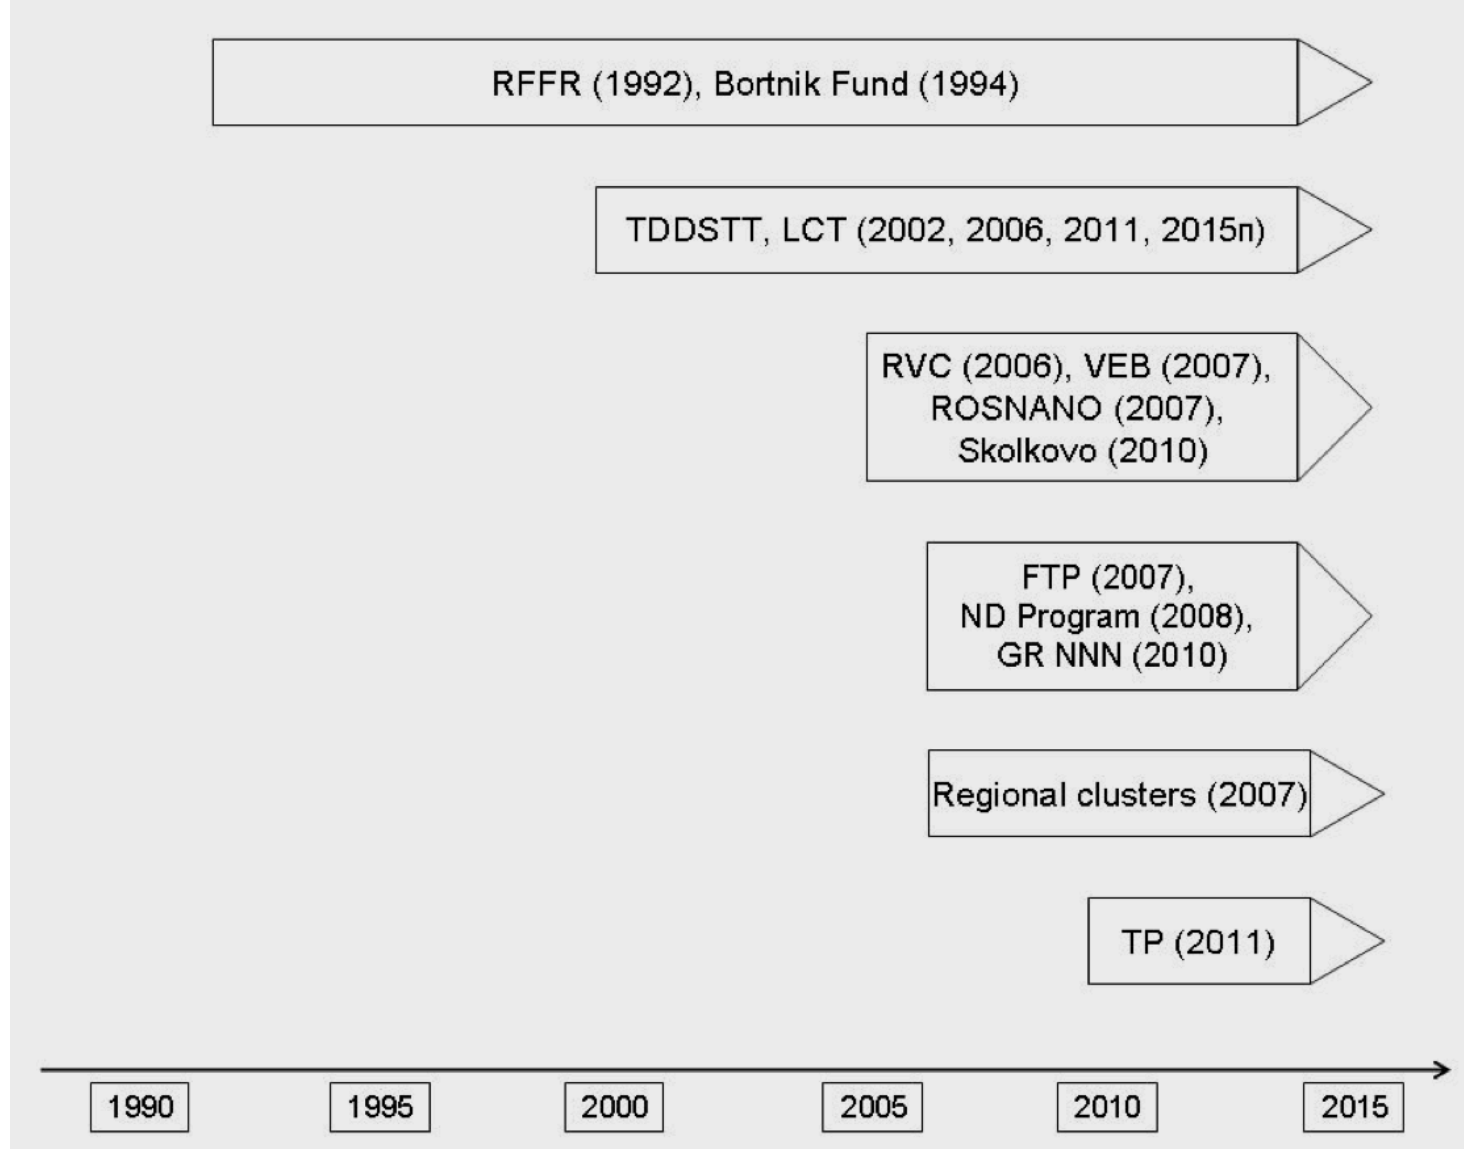 RFFR (1992), Bortnik Fund (1994)
TDDSTT, LCT (2002, 2006, 2011, 2015п)
RVC (2006), VEB (2007),
ROSNANO (2007),
Skolkovo (2010)
FTP (2007),
ND Program (2008),
GR NNN (2010)
Regional clusters (2007)
TP (2011)
1990
1995
2000
2005
2010
2015